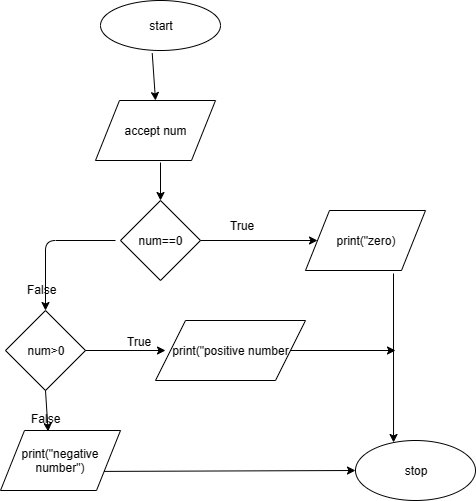 start
accept num
num==0
True
print("zero)
False
num>0
True
print("positive number
False
print("negative
number")
stop